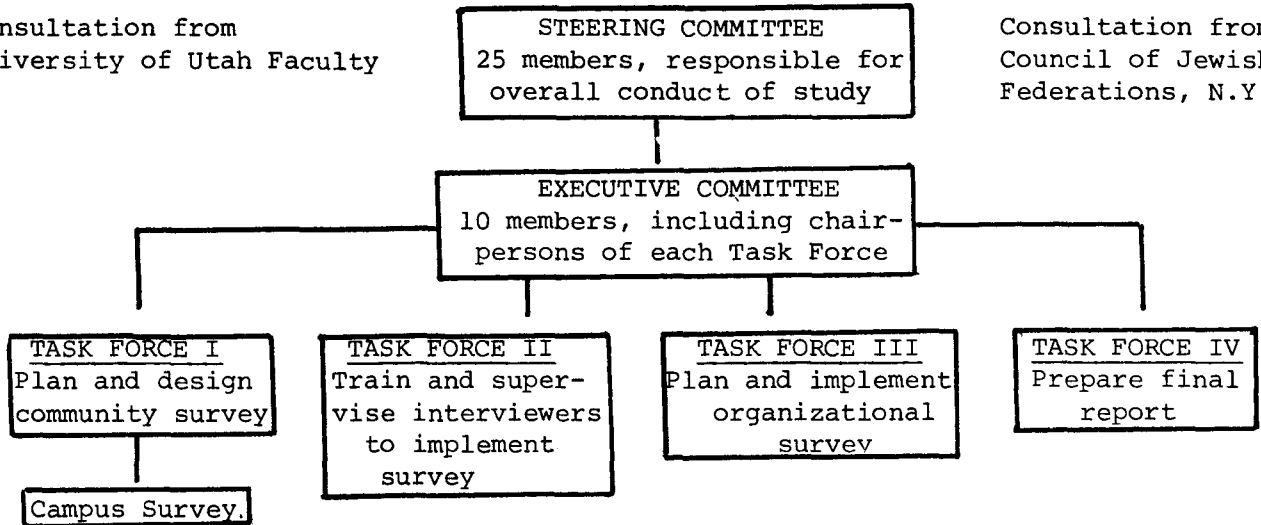 nsultation from
iversity of Utah Faculty
STEERING COMMITTEE
25 members, responsible for
overall conduct of study
Consultation from
Council of Jewish
Federations, N.Y
EXECUTIVE COMMITTEE
10 members, including chair-
persons of each Task Force
TASK FORCE I
Plan and design
community survey
Campus Survey.
TASK FORCE II
Train and super-
vise interviewers
to implement
survey
TASK FORCE III
Plan and implement
organizational
survey
TASK FORCE IV
Prepare final
report